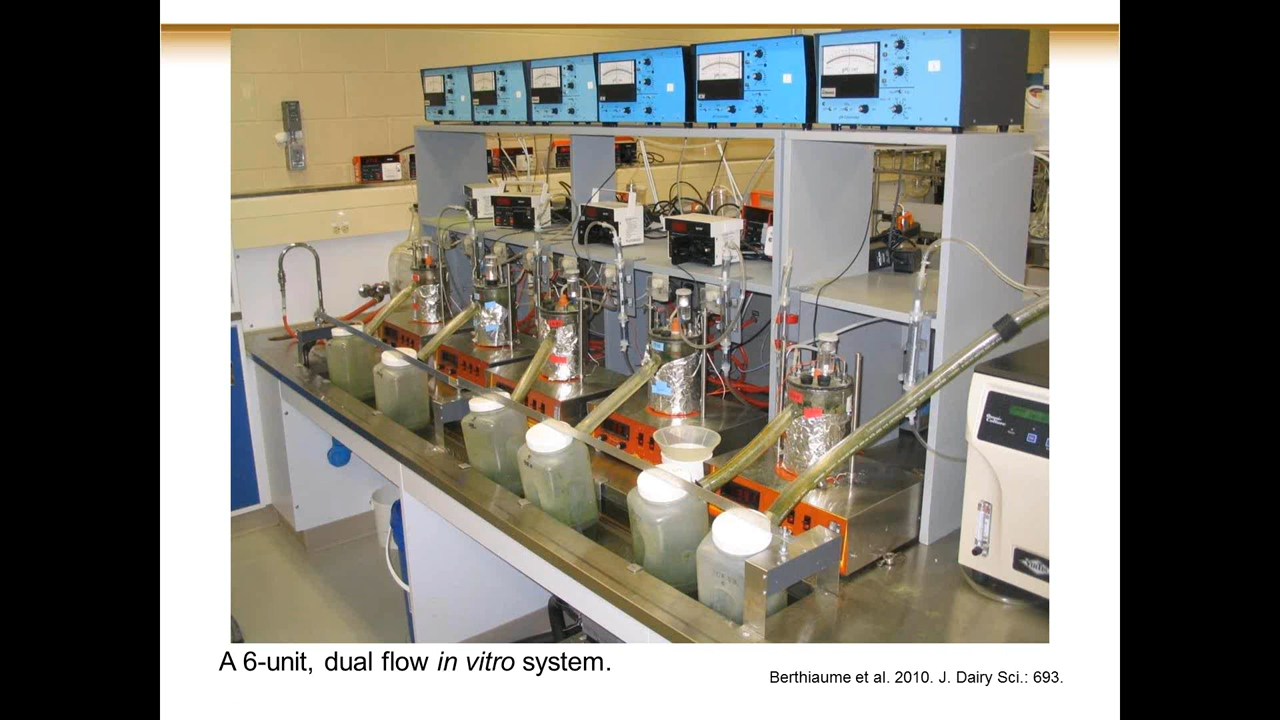 A 6-unit, dual flow in vitro system.
Berthiaume et al. 2010. J. Dairy Sci.: 693.